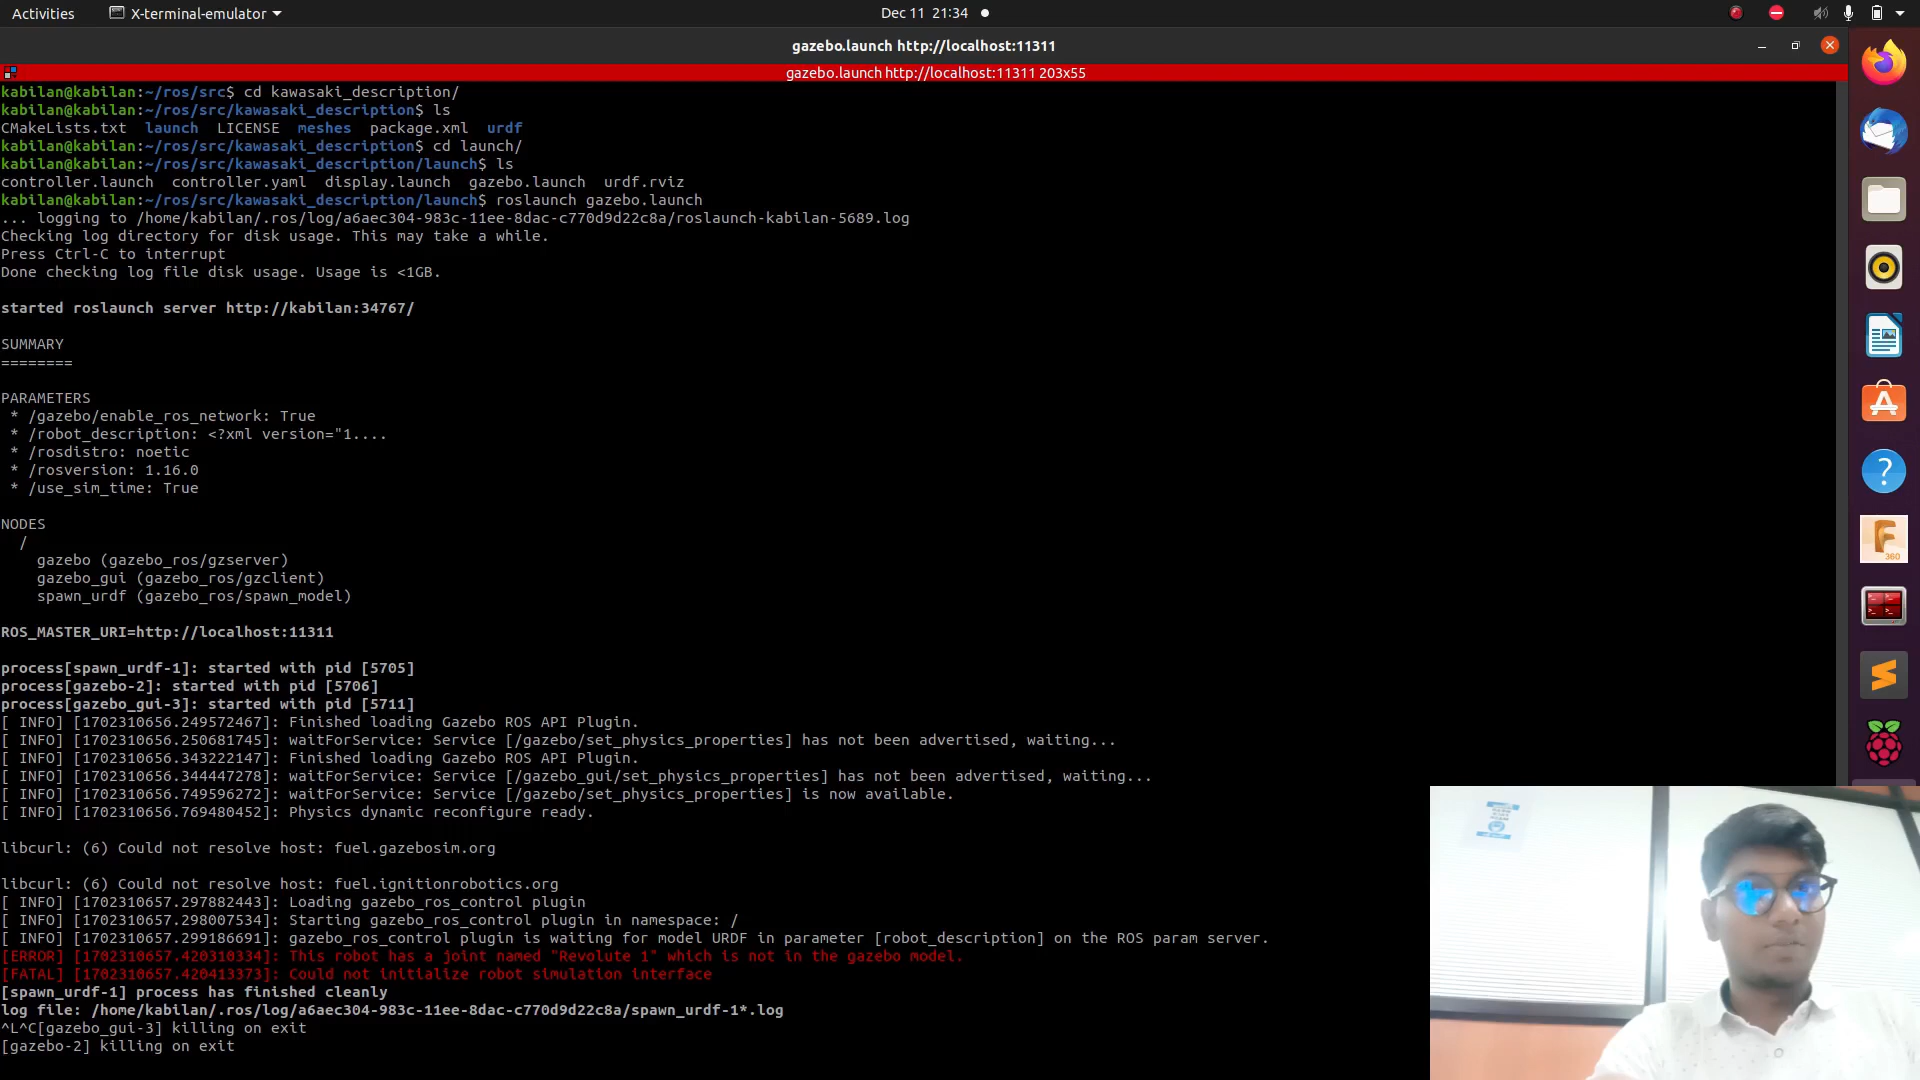 Activities X-terminal-emulator Dec 11 21:34
gazebo.launch http://localhost:11311
gazebo.launch http://localhost:11311 203x55
kabilan@kabilan:~/ros/src$ cd kawasaki_description/
kabilan@kabilan:~/ros/src/kawasaki_description$ ls
CMakeLists.txt launch LICENSE meshes package.xml urdf
kabilan@kabilan:~/ros/src/kawasaki_description$ cd launch/
kabilan@kabilan:~/ros/src/kawasaki_description/launch$ ls
controller.launch controller.yaml display.launch gazebo.launch urdf.rviz
kabilan@kabilan:~/ros/src/kawasaki_description/launch$ roslaunch gazebo.launch
... logging to /home/kabilan/.ros/log/a6aec304-983c-11ee-8dac-c770d9d22c8a/roslaunch-kabilan-5689.log
Checking log directory for disk usage. This may take a while.
Press Ctrl-C to interrupt
Done checking log file disk usage. Usage is <1GB.
started roslaunch server http://kabilan:34767/
SUMMARY
========
PARAMETERS
* /gazebo/enable_ros_network: True
* /robot_description: <?xml version="1....
* /rosdistro: noetic
* /rosversion: 1.16.0
* /use_sim_time: True
NODES
/
gazebo (gazebo_ros/gzserver)
gazebo_gui (gazebo_ros/gzclient)
spawn_urdf (gazebo_ros/spawn_model)
ROS_MASTER_URI=http://localhost:11311
process[spawn_urdf-1]: started with pid [5705]
process[gazebo-2]: started with pid [5706]
process[gazebo_gui-3]: started with pid [5711]
[ INFO] [1702310656.249572467]: Finished loading Gazebo ROS API Plugin.
[ INFO] [1702310656.250681745]: waitForService: Service [/gazebo/set_physics_properties] has not been advertised, waiting...
[ INFO] [1702310656.343222147]: Finished loading Gazebo ROS API Plugin.
[ INFO] [1702310656.344447278]: waitForService: Service [/gazebo_gui/set_physics_properties] has not been advertised, waiting...
[ INFO] [1702310656.749596272]: waitForService: Service [/gazebo/set_physics_properties] is now available.
[ INFO] [1702310656.769480452]: Physics dynamic reconfigure ready.
libcurl: (6) Could not resolve host: fuel.gazebosim.org
libcurl: (6) Could not resolve host: fuel.ignitionrobotics.org
[ INFO] [1702310657.297882443]: Loading gazebo_ros_control plugin
[ INFO] [1702310657.298007534]: Starting gazebo_ros_control plugin in namespace: /
[ INFO] [1702310657.299186691]: gazebo_ros_control plugin is waiting for model URDF in parameter [robot_description] on the ROS param server.
[ERROR] [1702310657.420310334]: This robot has a joint named "Revolute 1" which is not in the gazebo model.
[FATAL] [1702310657.420413373]: Could not initialize robot simulation interface
[spawn_urdf-1] process has finished cleanly
log file: /home/kabilan/.ros/log/a6aec304-983c-11ee-8dac-c770d9d22c8a/spawn_urdf-1*.log
^L^C[gazebo_gui-3] killing on exit
[gazebo-2] killing on exit
360